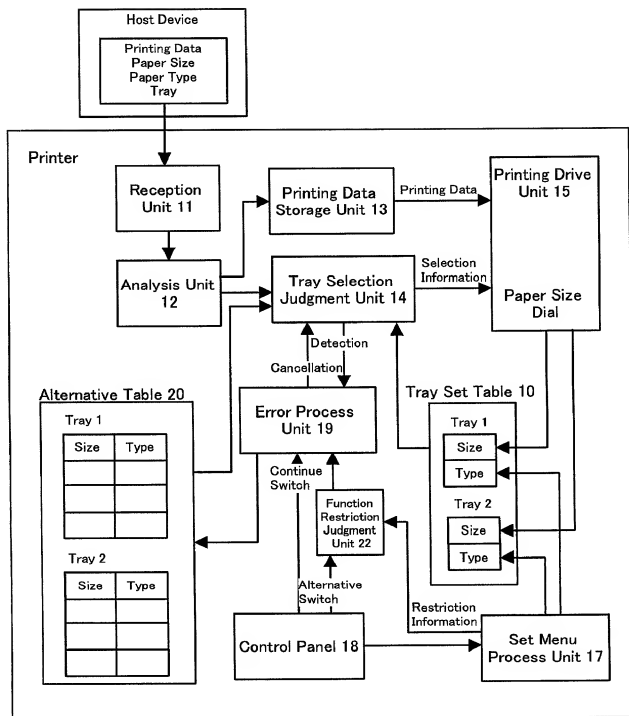 Host Device
Printing Data
Paper Size
Paper Type
Tray
Printer
Reception
Unit 11
Printing Data
Storage Unit 13
Printing Data
Printing Drive
Unit 15
Analysis Unit
12
Tray Selection
Judgment Unit 14
Selection
Information
Paper Size
Dial
Detection
Cancellation
Alternative Table 20
Tray 1
Size Type
Tray 2
Size Type
Error Process
Unit 19
Tray Set Table 10
Tray 1
Size
Type
Tray 2
Size
Type
Continue
Switch
Function
Restriction
Judgment
Unit 22
Alternative
Switch
Restriction
Information
Control Panel 18
Set Menu
Process Unit 17